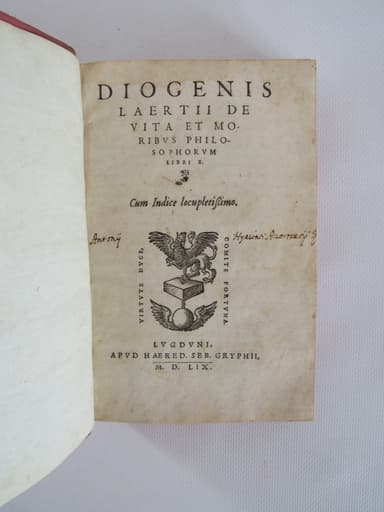 DIOGENIS
LAERTII DE
VITA ET MO-
RIBVS PHILO-
SOPHORVM
LIBRI X.
Cum Indice locupletissimo.
Antonij
VIRTVTE DVCE,
COMITE FORTVNA.
LVGDVNI,
APVD HAERED. SEB. GRYPHII,
M. D. LIX.